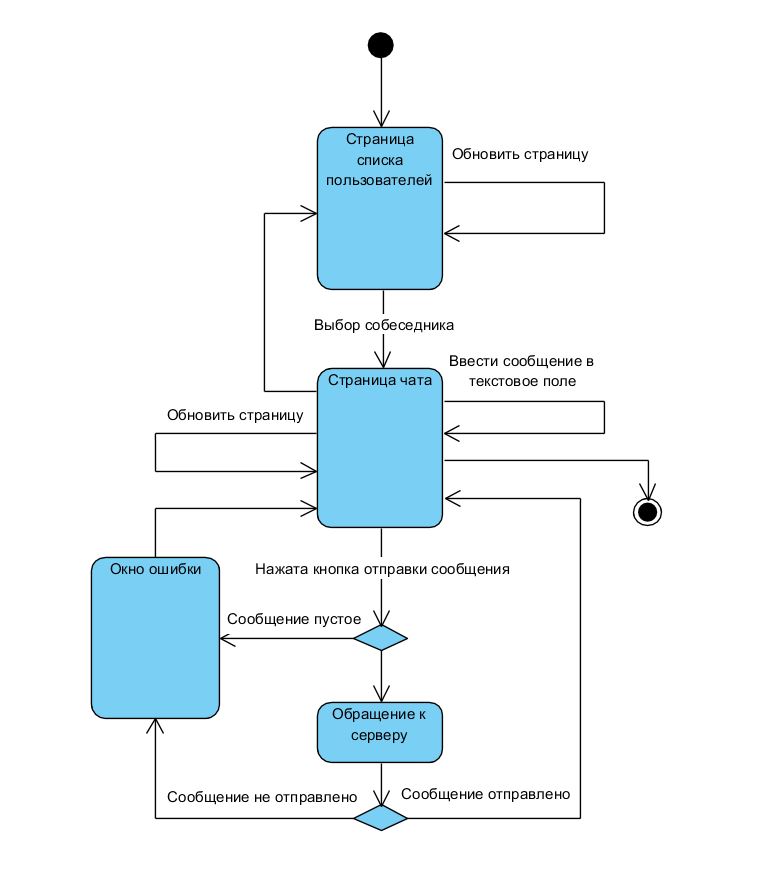 Страница
списка
пользователей
Обновить страницу
Выбор собеседника
Ввести сообщение в
текстовое поле
Страница чата
Обновить страницу
Окно ошибки
Нажата кнопка отправки сообщения
Сообщение пустое
Обращение к
серверу
Сообщение не отправлено
Сообщение отправлено